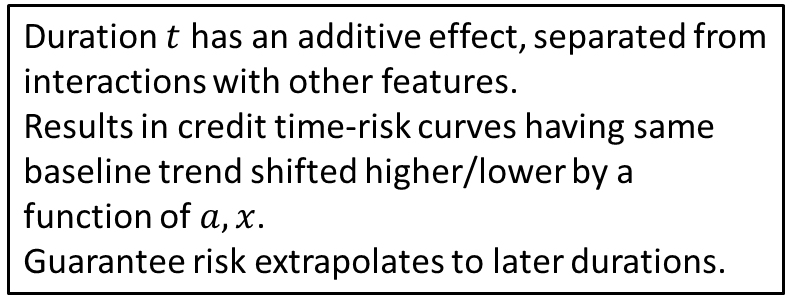 Duration t has an additive effect, separated from
interactions with other features.
Results in credit time-risk curves having same
baseline trend shifted higher/lower by a
function of a, x.
Guarantee risk extrapolates to later durations.